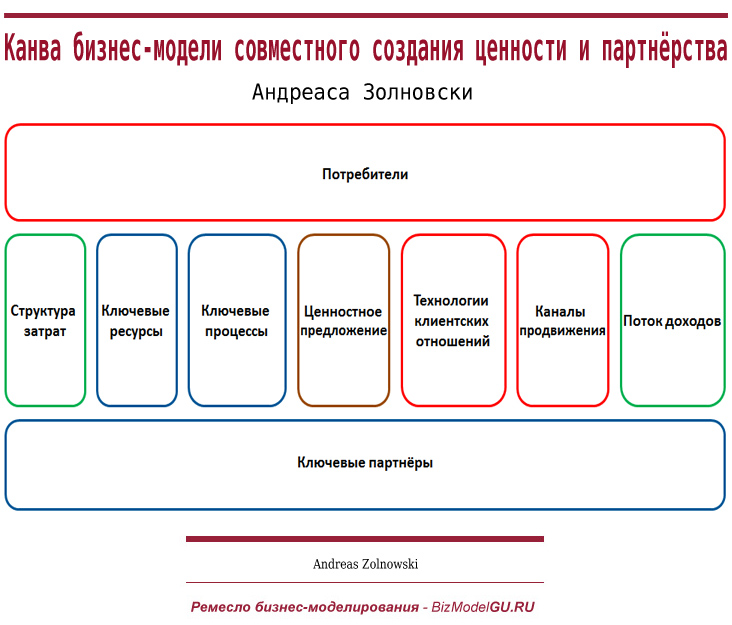 Канва бизнес-модели совместного создания ценности и партнёрства
Андреаса Золновски
Потребители
Структура
затрат
Ключевые
ресурсы
Ключевые
процессы
Ценностное
предложение
Технологии
клиентских
отношений
Каналы
продвижения
Поток доходов
Ключевые партнёры
Andreas Zolnowski
Ремесло бизнес-моделирования - BizModelGU.RU